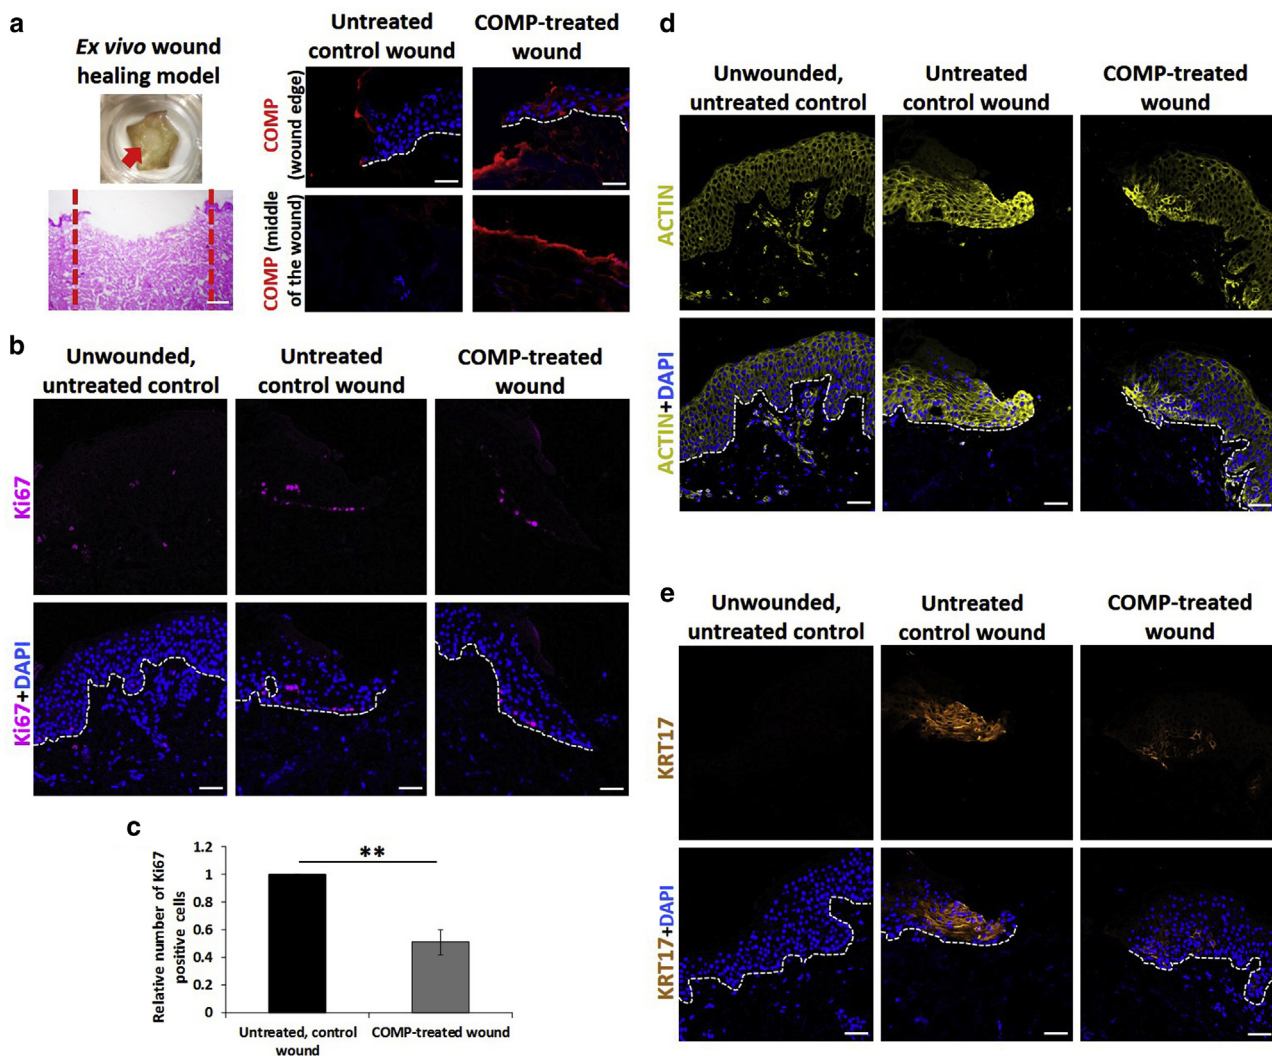 a
Ex vivo wound
healing model
Untreated
control wound
COMP-treated
wound
COMP
(wound edge)
COMP (middle
of the wound)
b
Unwounded,
untreated control
Untreated
control wound
COMP-treated
wound
Ki67
Ki67+DAPI
c
Relative number of Ki67
positive cells
1.2
1
0.8
0.6
0.4
0.2
0
**
Untreated, control
wound
COMP-treated wound
d
Unwounded,
untreated control
Untreated
control wound
COMP-treated
wound
ACTIN
ACTIN+DAPI
e
Unwounded,
untreated control
Untreated
control wound
COMP-treated
wound
KRT17
KRT17+DAPI